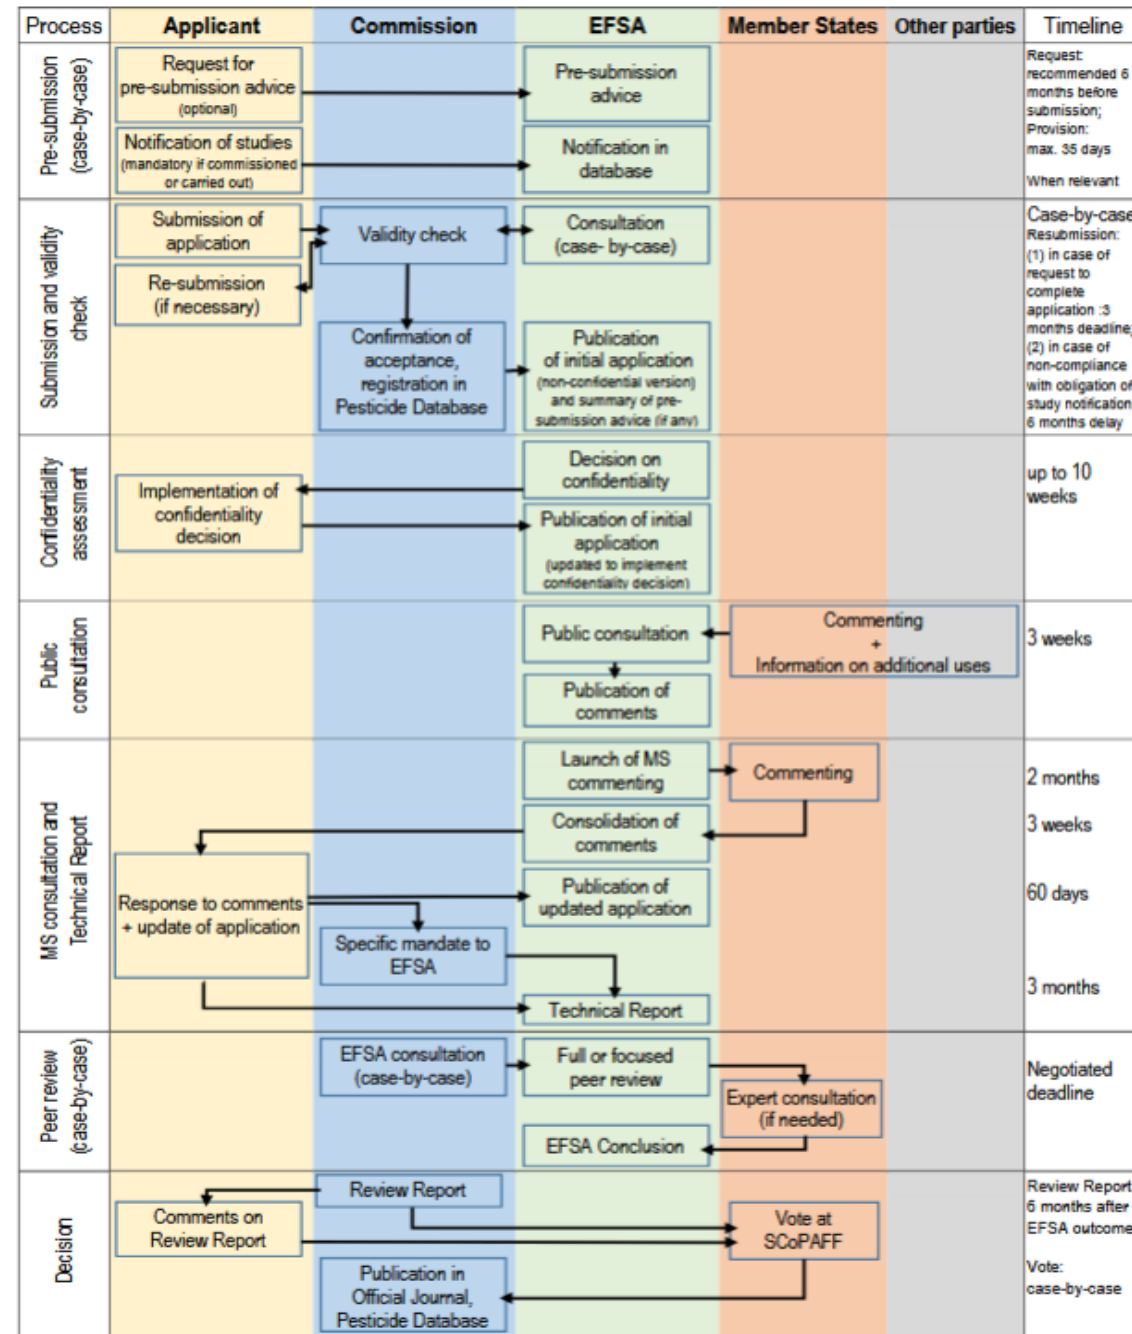 Process
Applicant
Commission
EFSA
Member States
Other parties
Timeline
Pre-submission
(case-by-case)
Request for
pre-submission advice
(optional)
Pre-submission
advice
Notification of studies
(mandatory if commissioned
or carried out)
Notification in
database
Request:
recommended 6
months before
submission;
Provision:
max. 35 days
When relevant
Submission and validity
check
Submission of
application
Validity check
Consultation
(case- by-case)
Re-submission
(if necessary)
Confirmation of
acceptance,
registration in
Pesticide Database
Publication
of initial application
(non-confidential version)
and summary of pre-
submission advice (if any)
Case-by-case
Resubmission:
(1) in case of
request to
complete
application :3
months deadline;
(2) in case of
non-compliance
with obligation of
study notification
6 months delay
Confidentiality
assessment
Decision on
confidentiality
Implementation of
confidentiality
decision
Publication of initial
application
(updated to implement
confidentiality decision)
up to 10
weeks
Public
consultation
Public consultation
Commenting
+
Information on additional uses
Publication of
comments
3 weeks
MS consultation and
Technical Report
Launch of MS
commenting
Commenting
Consolidation of
comments
Response to comments
+ update of application
Publication of
updated application
Specific mandate to
EFSA
Technical Report
2 months
3 weeks
60 days
3 months
Peer review
(case-by-case)
EFSA consultation
(case-by-case)
Full or focused
peer review
Expert consultation
(if needed)
EFSA Conclusion
Negotiated
deadline
Decision
Review Report
Comments on
Review Report
Vote at
SCoPAFF
Publication in
Official Journal,
Pesticide Database
Review Report
6 months after
EFSA outcome
Vote:
case-by-case